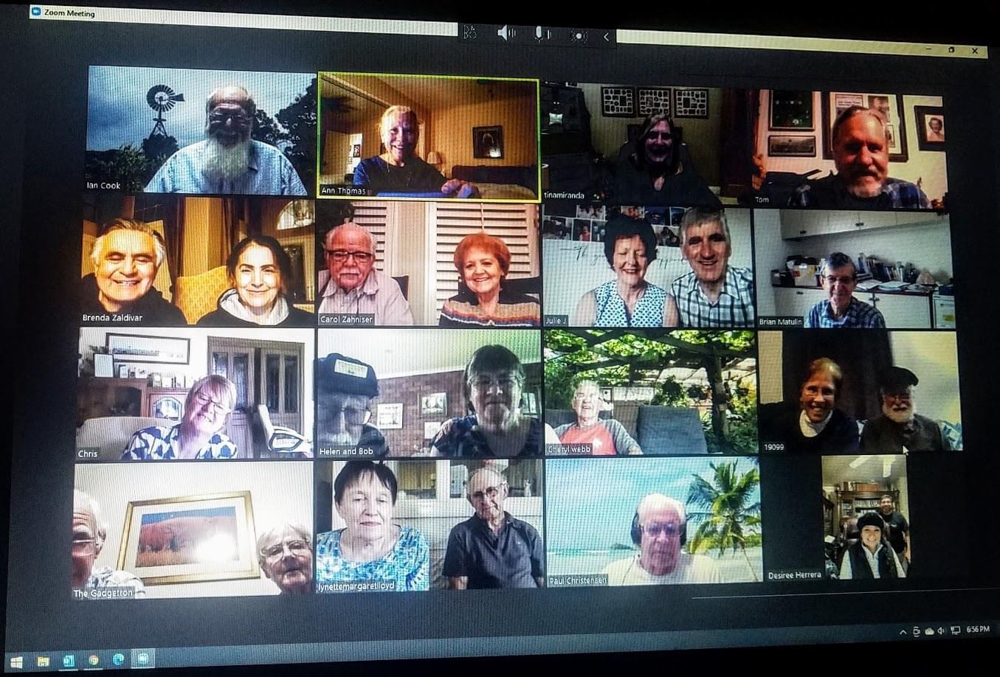 Zoom Meeting
Ian Cook
Ann Thomas
tinamiranda
Tom
Brenda Zaldivar
Carol Zahniser
Julie J
Brian Matulin
Chris
Helen and Bob
Cheryl webb
19099
The Gadgetron
lynettemargaretlloyd
Paul Christensen
Desiree Herrera
6:56 PM